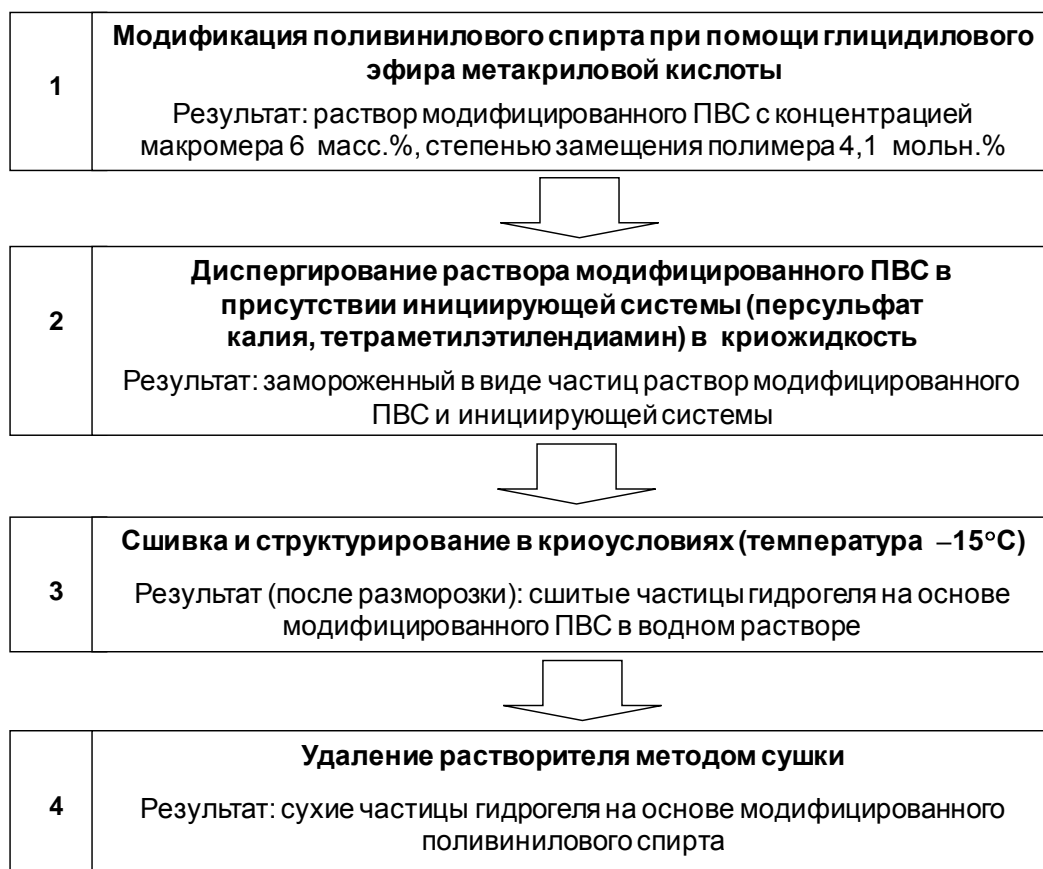 1
Модификация поливинилового спирта при помощи глицидилового
эфира метакриловой кислоты
Результат: раствор модифицированного ПВС с концентрацией
макромера 6 масс.%, степенью замещения полимера 4,1 мольн.%
2
Диспергирование раствора модифицированного ПВС в
присутствии инициирующей системы (персульфат
калия, тетраметилэтилендиамин) в криожидкость
Результат: замороженный в виде частиц раствор модифицированного
ПВС и инициирующей системы
3
Сшивка и структурирование в криоусловиях (температура –15°С)
Результат (после разморозки): сшитые частицы гидрогеля на основе
модифицированного ПВС в водном растворе
4
Удаление растворителя методом сушки
Результат: сухие частицы гидрогеля на основе модифицированного
поливинилового спирта